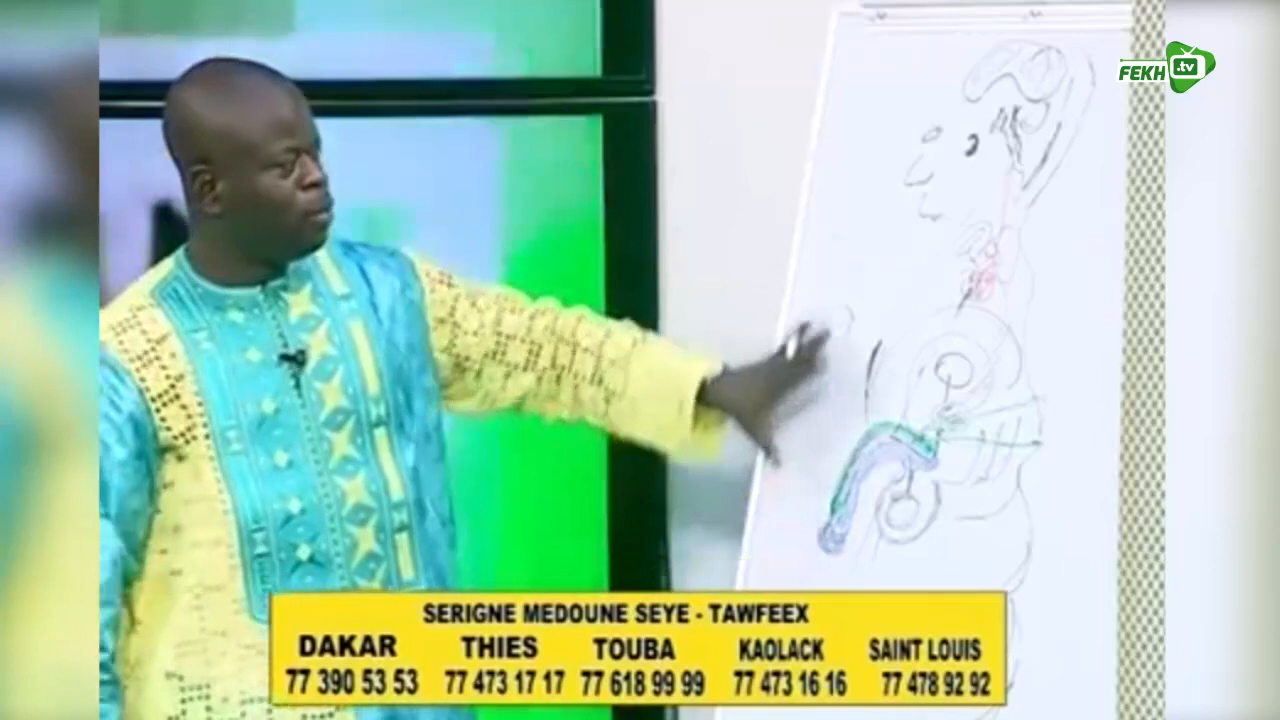 FEKH .tv
SERIGNE MEDOUNE SEYE - TAWFEEX
DAKAR THIES TOUBA KAOLACK SAINT LOUIS
77 390 53 53 77 473 17 17 77 618 99 99 77 473 16 16 77 478 92 92